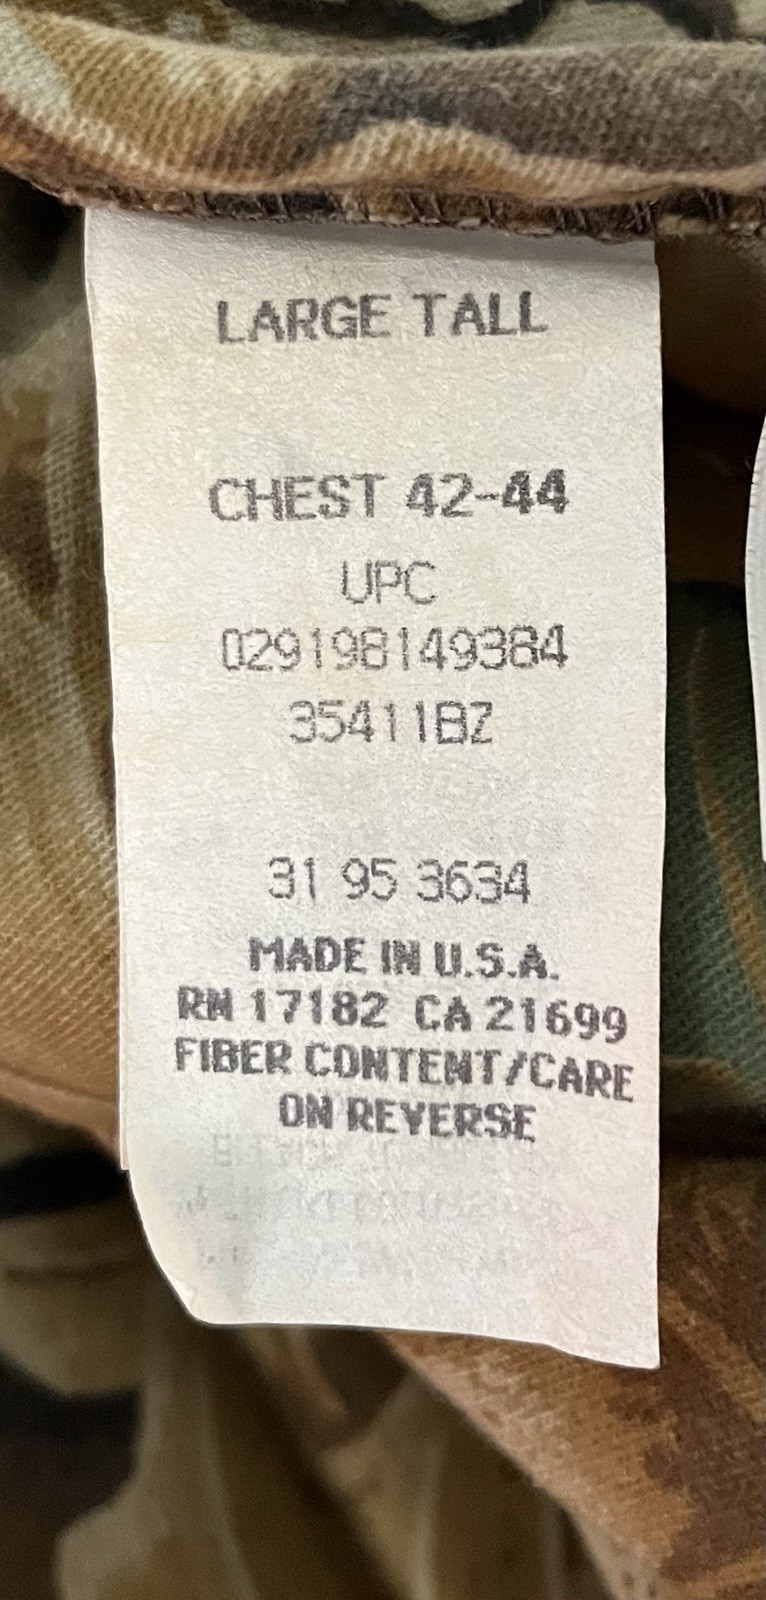 LARGE TALL
CHEST 42-44
UPC
029198149384
35411BZ
31 95 3634
MADE IN U.S.A.
RN 17182 CA 21699
FIBER CONTENT/CARE
ON REVERSE